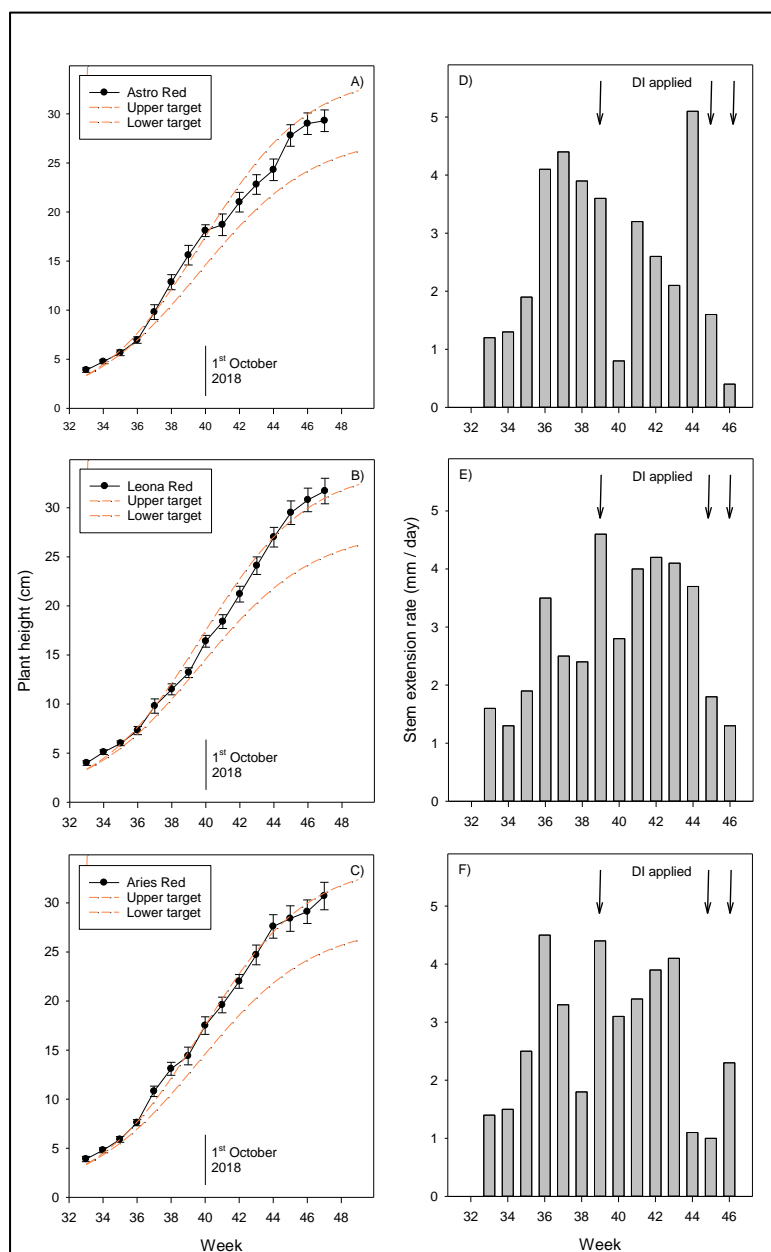 A)
Astro Red
Upper target
Lower target
30
25
20
15
10
5
0
1st October
2018
32 34 36 38 40 42 44 46 48
D)
DI applied
5
4
3
2
1
0
32 34 36 38 40 42 44 46
B)
Leona Red
Upper target
Lower target
Plant height (cm)
30
25
20
15
10
5
0
1st October
2018
32 34 36 38 40 42 44 46 48
E)
DI applied
Stem extension rate (mm / day)
5
4
3
2
1
0
32 34 36 38 40 42 44 46
C)
Aries Red
Upper target
Lower target
30
25
20
15
10
5
0
1st October
2018
32 34 36 38 40 42 44 46 48
Week
F)
DI applied
5
4
3
2
1
0
32 34 36 38 40 42 44 46
Week